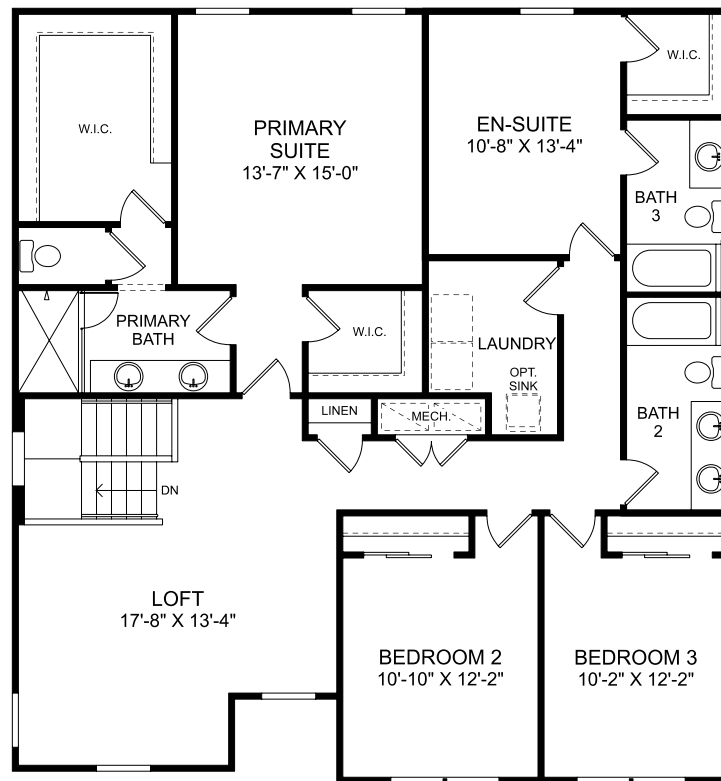 W.I.C.
W.I.C.
PRIMARY
SUITE
13'-7" X 15'-0"
EN-SUITE
10'-8" X 13'-4"
BATH
3
PRIMARY
BATH
W.I.C.
LAUNDRY
OPT.
SINK
LINEN
MECH.
BATH
2
DN
LOFT
17'-8" X 13'-4"
BEDROOM 2
10'-10" X 12'-2"
BEDROOM 3
10'-2" X 12'-2"